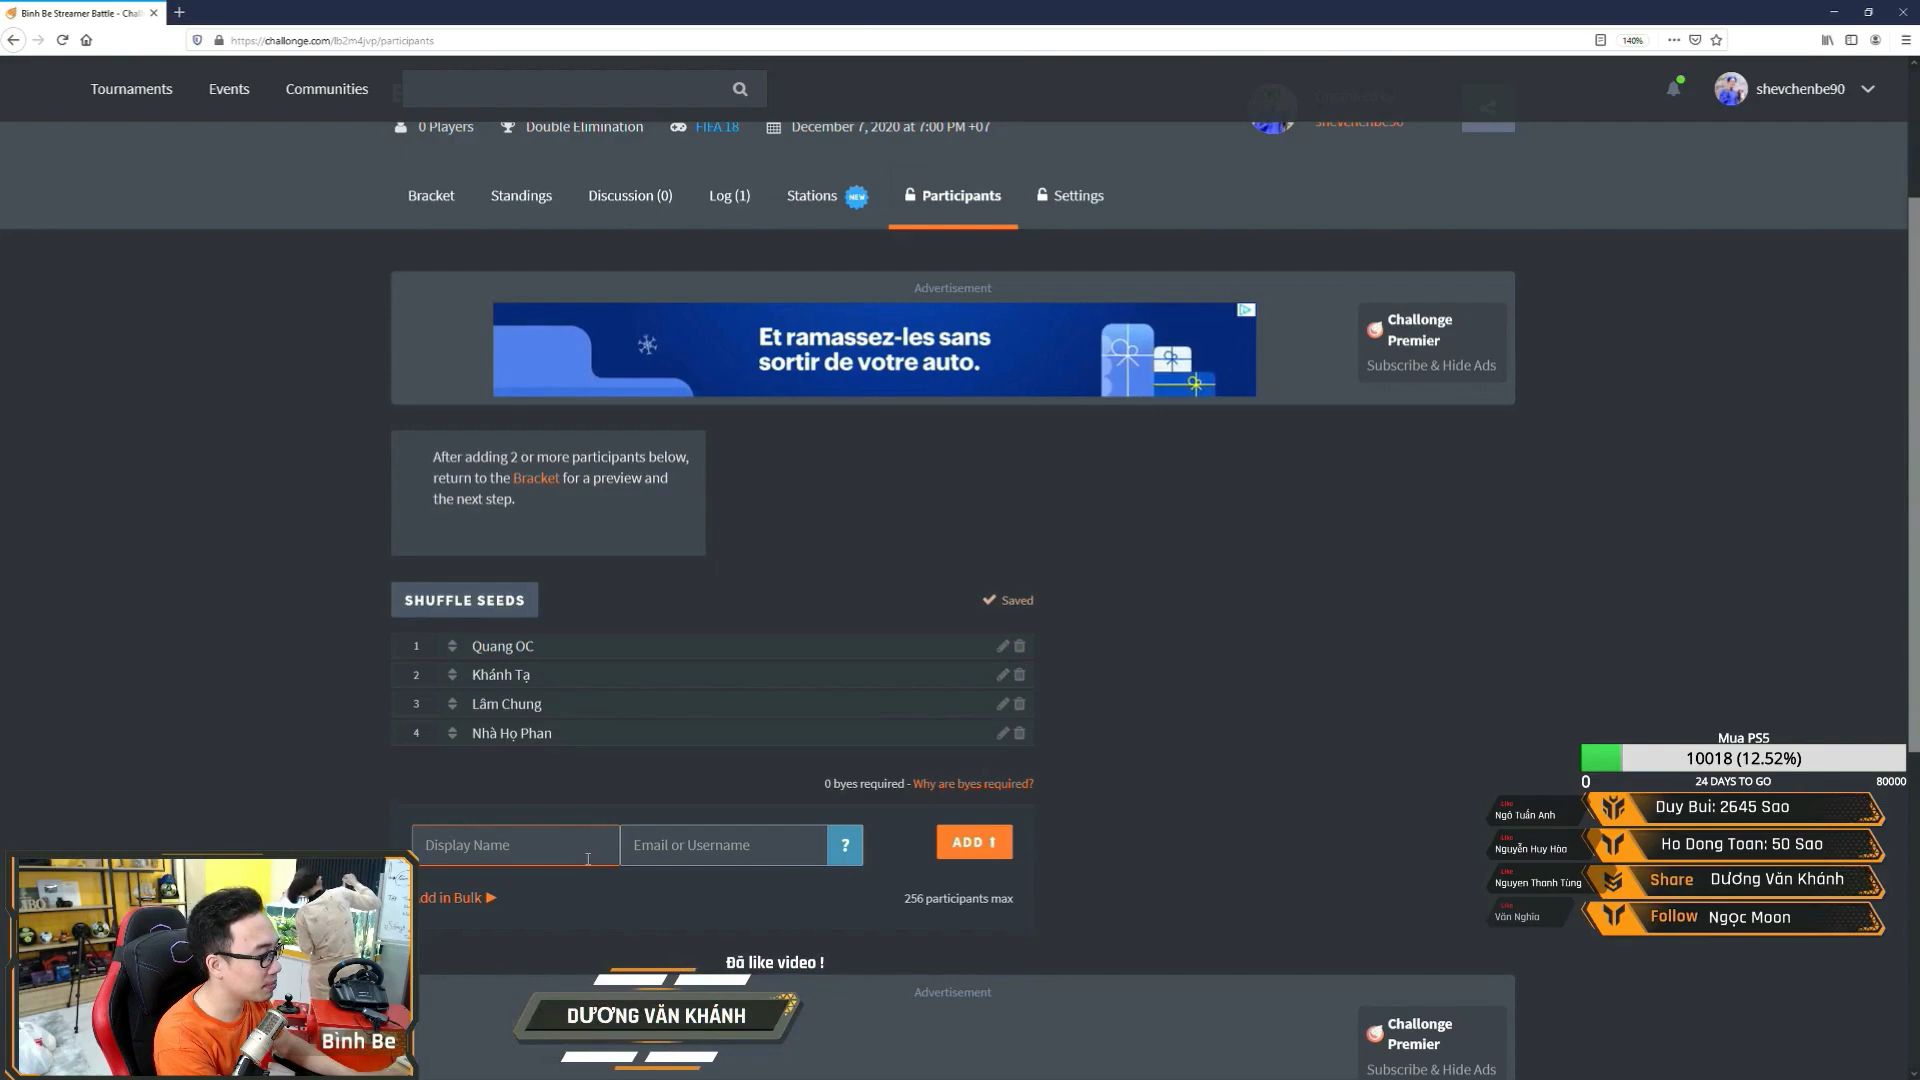 Binh Be Streamer Battle - Chal
https://challonge.com/lb2m4jvp/participants
140%
Tournaments
Events
Communities
shevchenbe90
0 Players
Double Elimination
FIFA 18
December 7, 2020 at 7:00 PM +07
shevchenbe90
Bracket
Standings
Discussion (0)
Log (1)
Stations
NEW
Participants
Settings
Advertisement
Et ramassez-les sans
sortir de votre auto.
Challonge
Premier
Subscribe & Hide Ads
After adding 2 or more participants below,
return to the Bracket for a preview and
the next step.
SHUFFLE SEEDS
Saved
1 Quang OC
2 Khánh Tạ
3 Lâm Chung
4 Nhà Họ Phan
0 byes required - Why are byes required?
Display Name
Email or Username
?
ADD
dd in Bulk
256 participants max
Mua PS5
10018 (12.52%)
0
24 DAYS TO GO
80000
Like
Ngô Tuấn Anh
Duy Bui: 2645 Sao
Like
Nguyễn Huy Hòa
Ho Dong Toan: 50 Sao
Like
Nguyen Thanh Tùng
Share Dương Văn Khánh
Like
Văn Nghĩa
Follow Ngọc Moon
Đã like video !
DƯƠNG VĂN KHÁNH
Bình Be
Advertisement
Challonge
Premier
Subscribe & Hide Ads